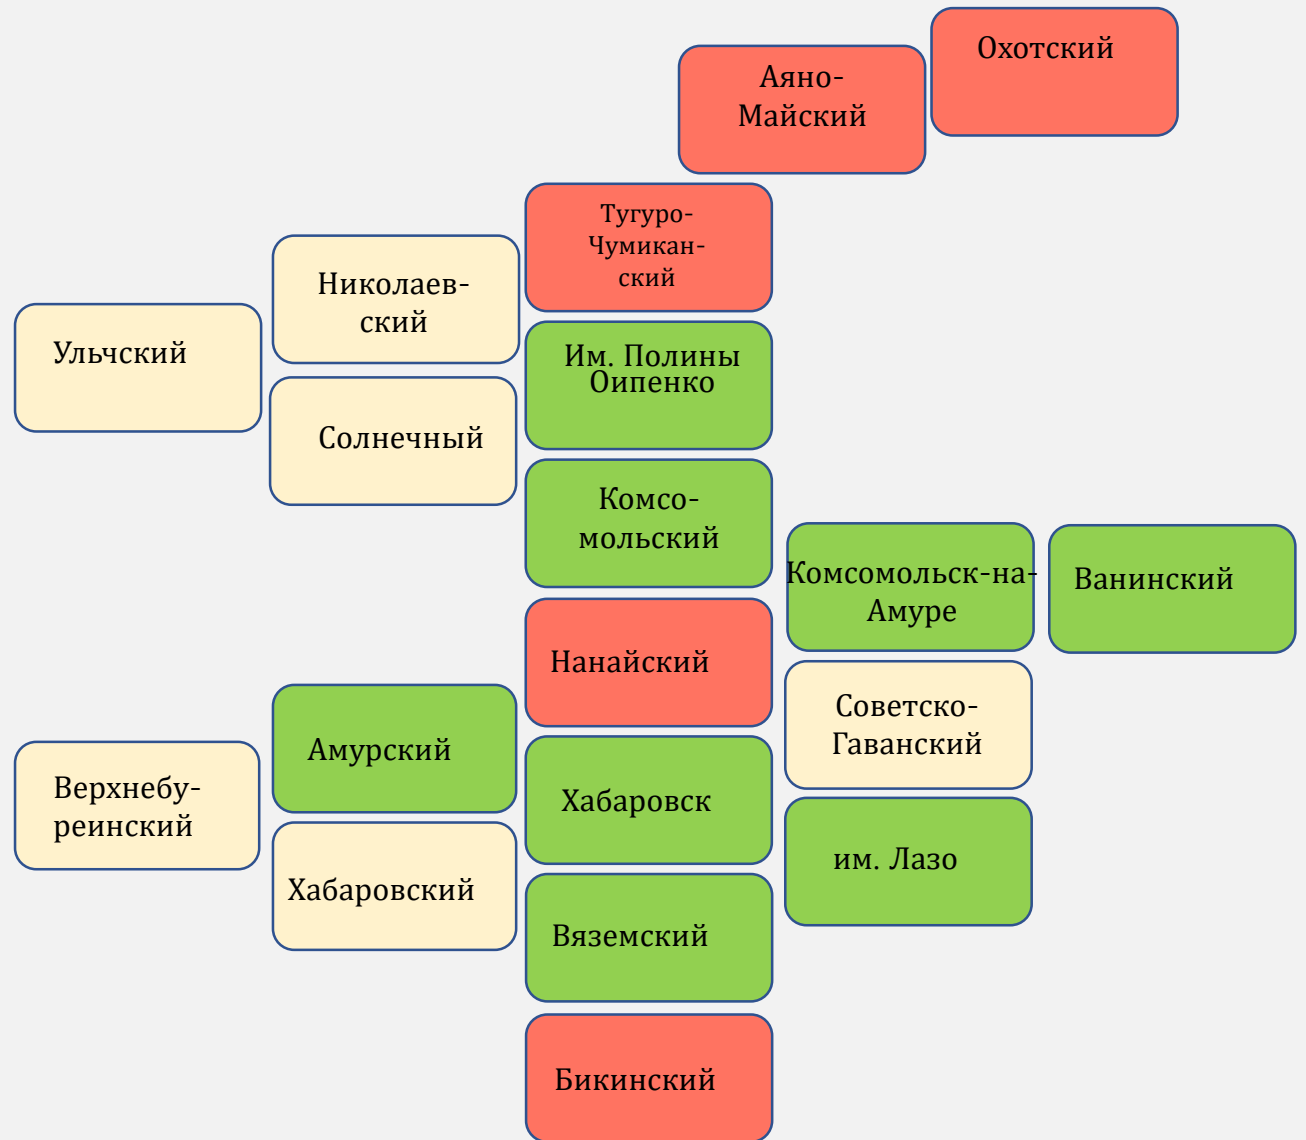 Охотский
Аяно-
Майский
Тугуро-
Чумикан-
ский
Николаев-
ский
Ульчский
Им. Полины
Оипенко
Солнечный
Комсо-
мольский
Комсомольск-на-
Амуре
Ванинский
Нанайский
Советско-
Гаванский
Амурский
Верхнебу-
реинский
Хабаровск
им. Лазо
Хабаровский
Вяземский
Бикинский